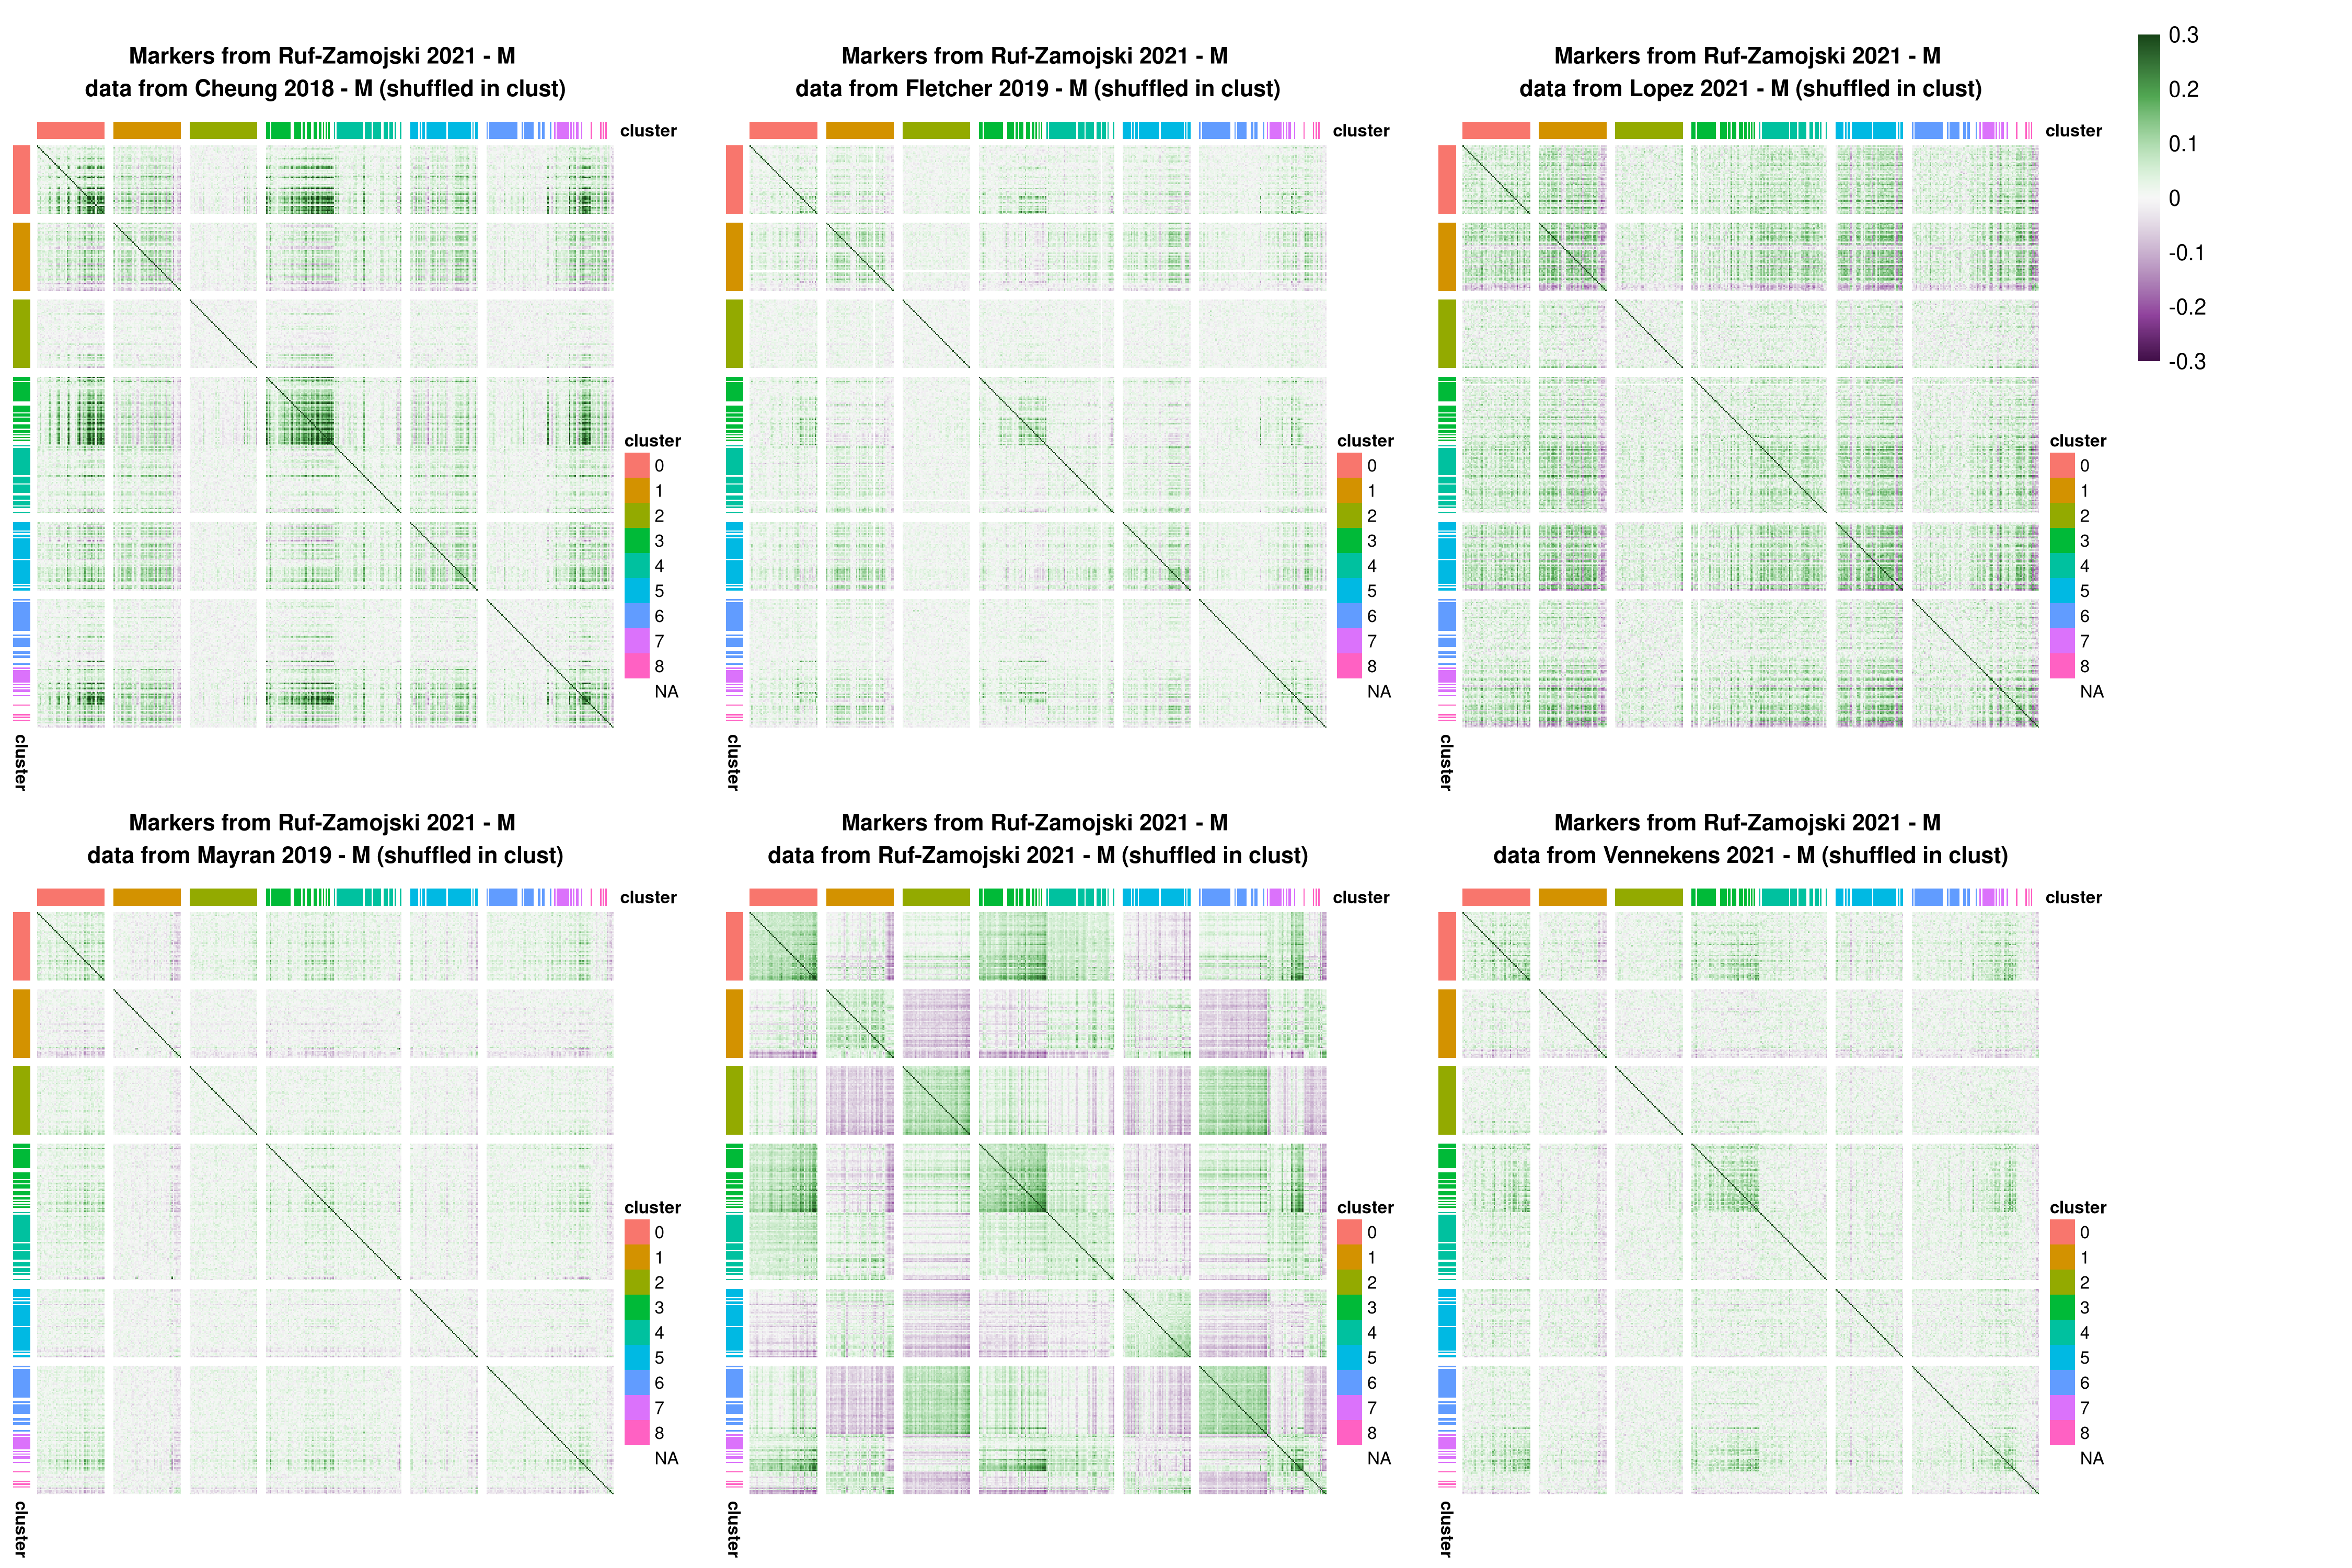 Markers from Ruf-Zamojski 2021 - M
data from Cheung 2018 - M (shuffled in clust)
cluster
cluster
0
1
2
3
4
5
6
7
8
NA
cluster
Markers from Ruf-Zamojski 2021 - M
data from Fletcher 2019 - M (shuffled in clust)
cluster
cluster
0
1
2
3
4
5
6
7
8
NA
cluster
Markers from Ruf-Zamojski 2021 - M
data from Lopez 2021 - M (shuffled in clust)
cluster
cluster
0
1
2
3
4
5
6
7
8
NA
cluster
0.3
0.2
0.1
0
-0.1
-0.2
-0.3
Markers from Ruf-Zamojski 2021 - M
data from Mayran 2019 - M (shuffled in clust)
cluster
cluster
0
1
2
3
4
5
6
7
8
NA
cluster
Markers from Ruf-Zamojski 2021 - M
data from Ruf-Zamojski 2021 - M (shuffled in clust)
cluster
cluster
0
1
2
3
4
5
6
7
8
NA
cluster
Markers from Ruf-Zamojski 2021 - M
data from Vennekens 2021 - M (shuffled in clust)
cluster
cluster
0
1
2
3
4
5
6
7
8
NA
cluster